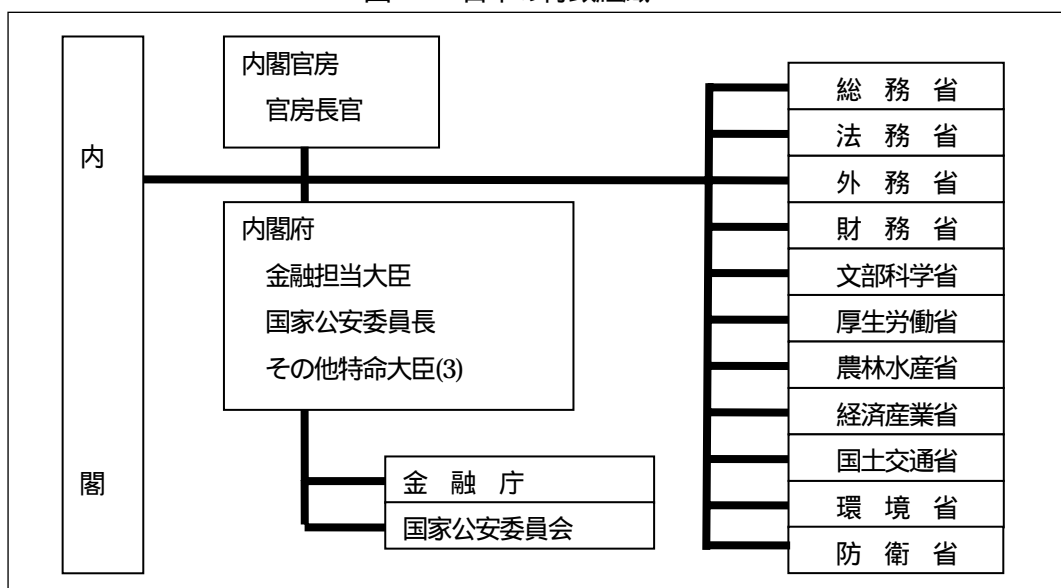 内
閣
内閣官房
官房長官
内閣府
金融担当大臣
国家公安委員長
その他特命大臣(3)
金 融 庁
国家公安委員会
総 務 省
法 務 省
外 務 省
財 務 省
文部科学省
厚生労働省
農林水産省
経済産業省
国土交通省
環 境 省
防 衛 省